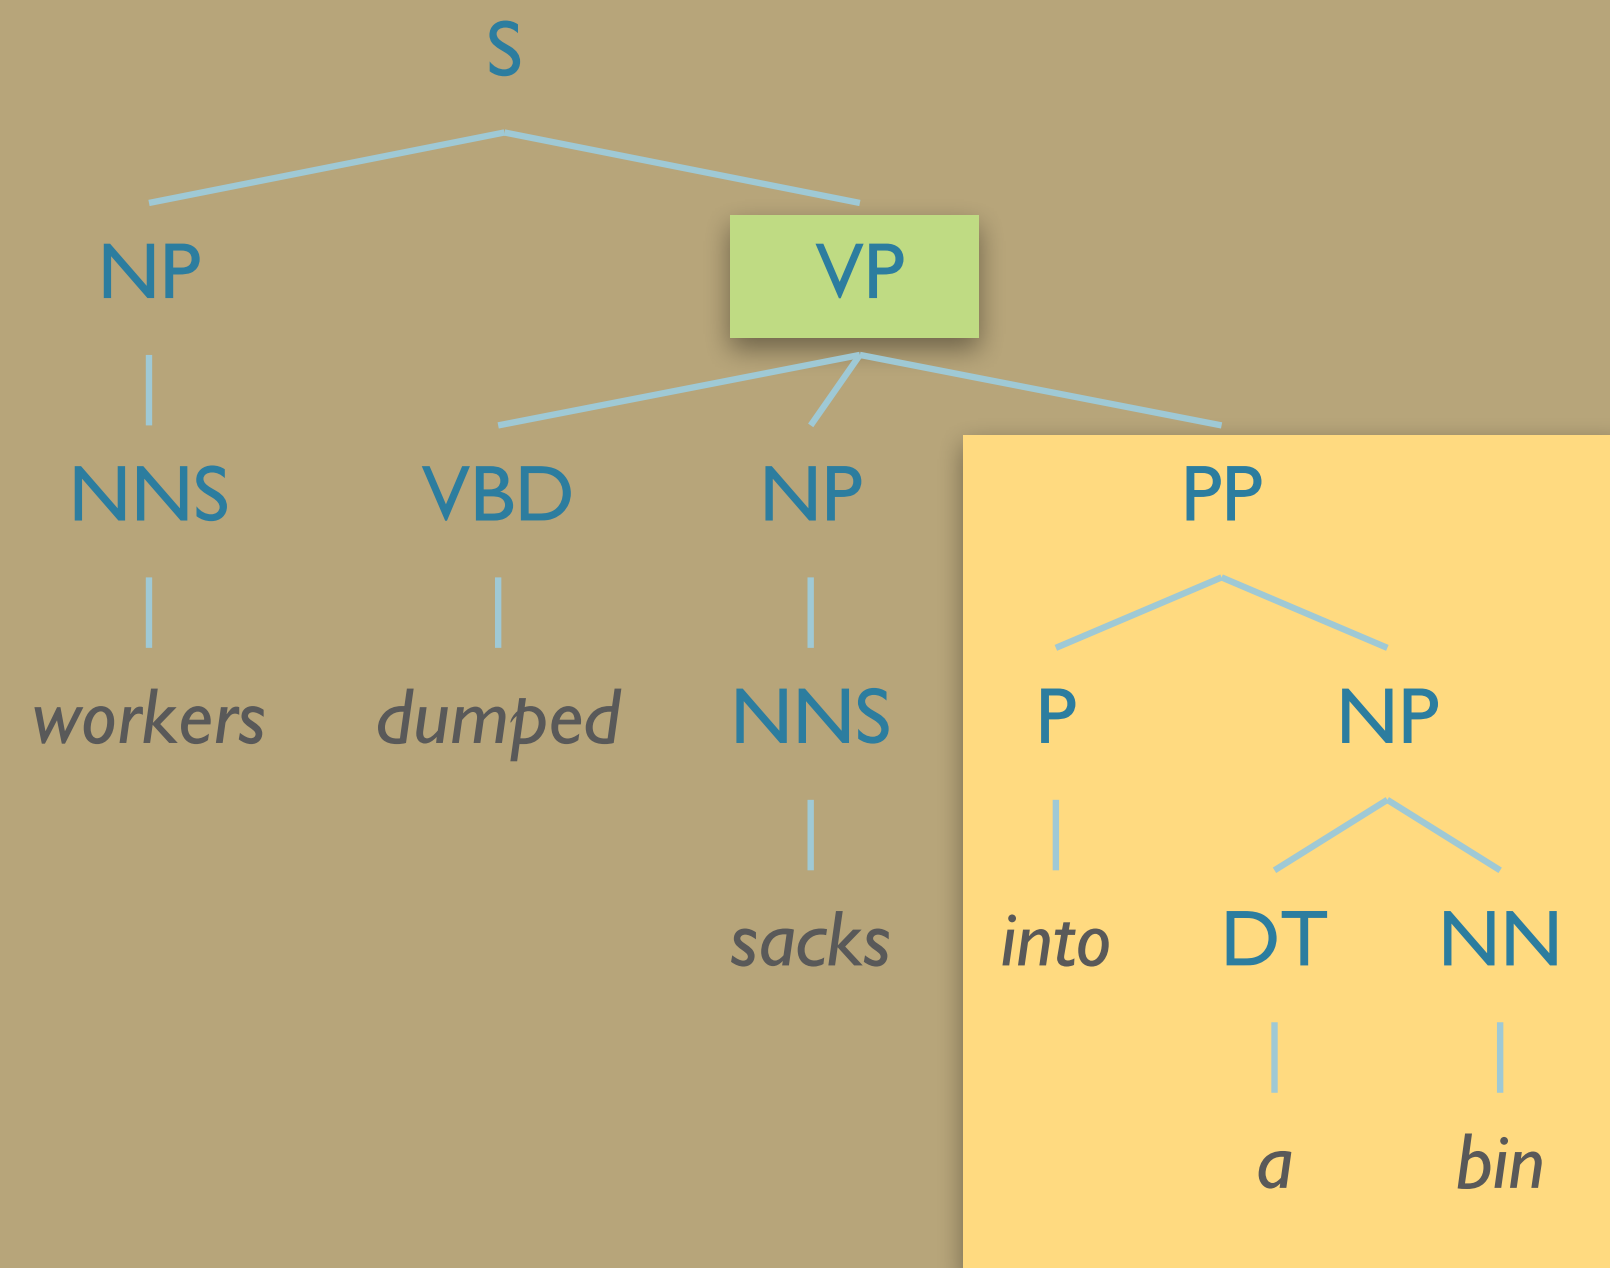 S
NP VP
NNS VBD NP PP
workers dumped NNS P NP
sacks into DT NN
a bin